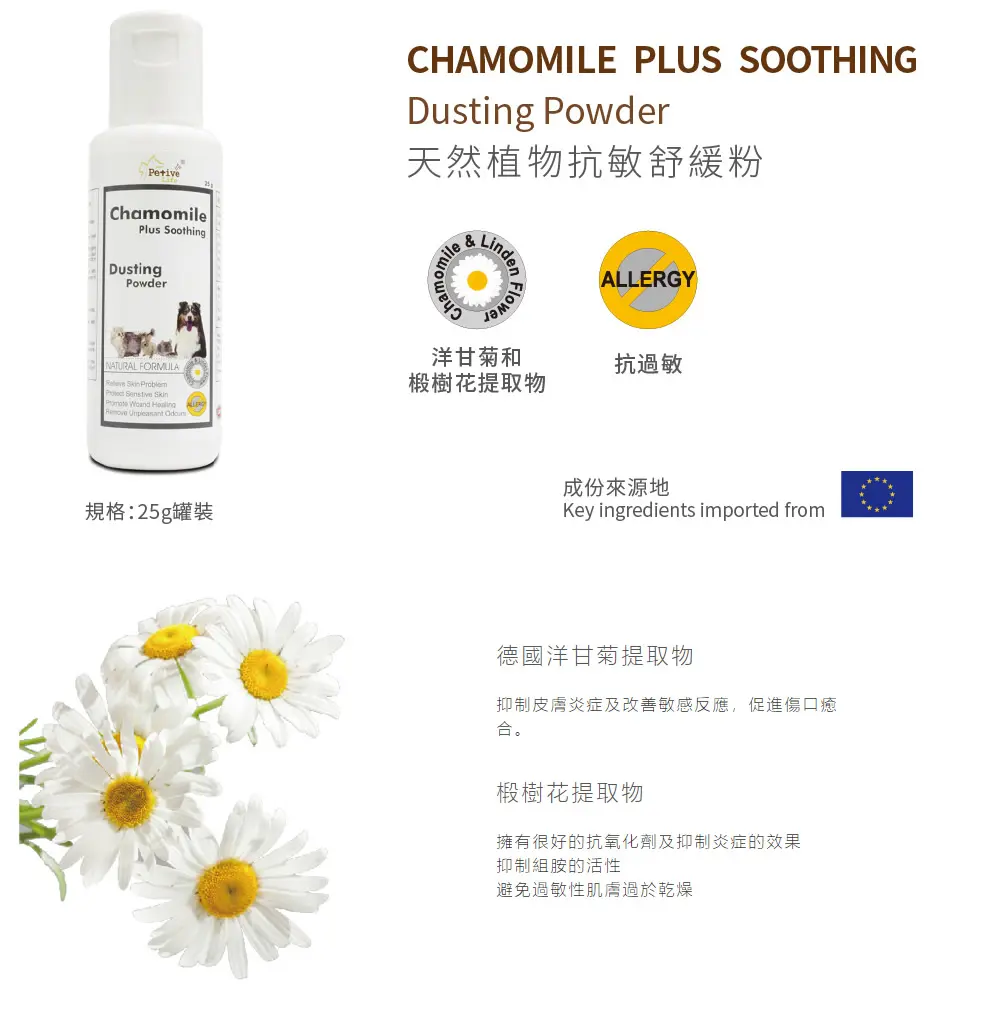 CHAMOMILE PLUS SOOTHING
Dusting Powder
天然植物抗敏舒緩粉
Petive
Life
25 g
Chamomile
Plus Soothing
Dusting
Powder
NATURAL FORMULA
Relieve Skin Problem
Protect Senstive Skin
Promote Wound Healing
Remove Unpleasant Odours
ALLERGY
Chamomile & Linden Flower
ALLERGY
洋甘菊和
椴樹花提取物
抗過敏
規格:25g罐裝
成份來源地
Key ingredients imported from
德國洋甘菊提取物
抑制皮膚炎症及改善敏感反應，促進傷口癒
合。
椴樹花提取物
擁有很好的抗氧化劑及抑制炎症的效果
抑制組胺的活性
避免過敏性肌膚過於乾燥